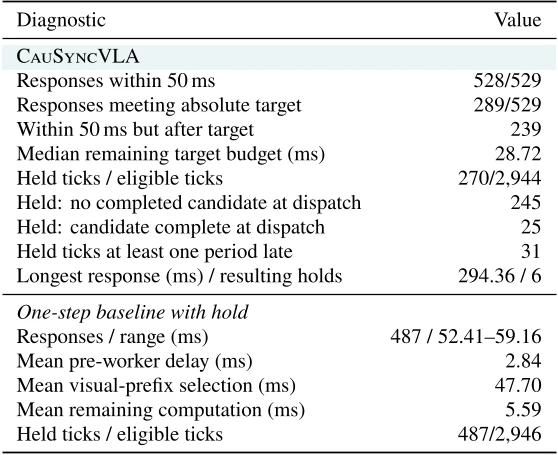 Diagnostic Value
CAUSYNCVLA
Responses within 50 ms 528/529
Responses meeting absolute target 289/529
Within 50 ms but after target 239
Median remaining target budget (ms) 28.72
Held ticks / eligible ticks 270/2,944
Held: no completed candidate at dispatch 245
Held: candidate complete at dispatch 25
Held ticks at least one period late 31
Longest response (ms) / resulting holds 294.36 / 6
One-step baseline with hold
Responses / range (ms) 487 / 52.41–59.16
Mean pre-worker delay (ms) 2.84
Mean visual-prefix selection (ms) 47.70
Mean remaining computation (ms) 5.59
Held ticks / eligible ticks 487/2,946